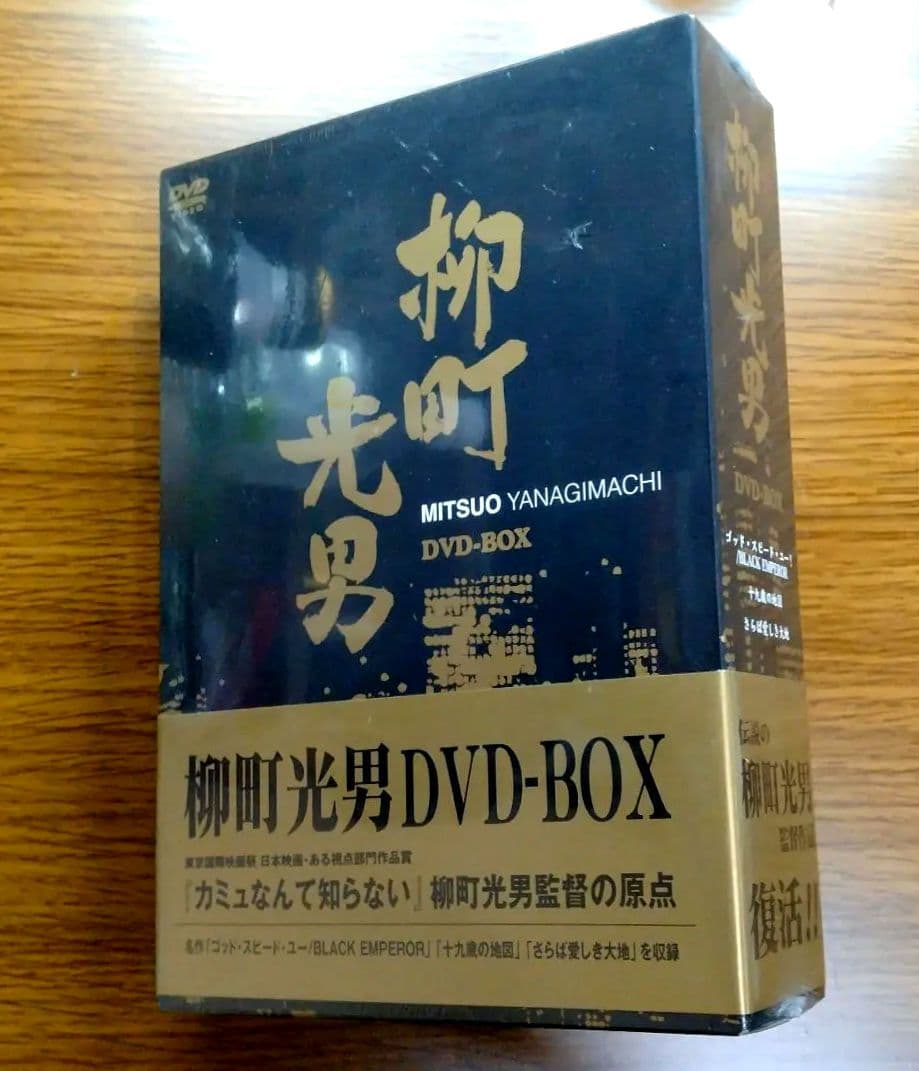 DVD
VIDEO
柳町
光男
MITSUO YANAGIMACHI
DVD-BOX
柳町光男DVD-BOX
東京国際映画祭 日本映画・ある視点部門作品賞
『カミュなんて知らない』柳町光男監督の原点
名作「ゴッド・スピード・ユー/BLACK EMPEROR」「十九歳の地図」「さらば愛しき大地」を収録
柳町光男
DVD-BOX
ゴッド・スピード・ユー!
/BLACK EMPEROR
十九歳の地図
さらば愛しき大地
伝説の
柳町光男
監督作品
復活!!